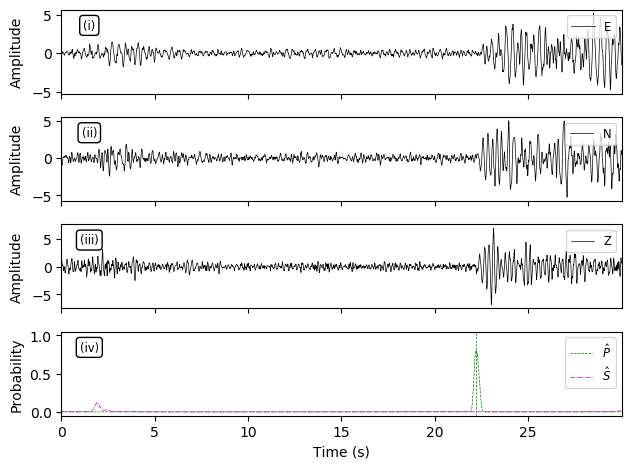 (i)
E
Amplitude
5
0
−5
(ii)
N
Amplitude
5
0
−5
(iii)
Z
Amplitude
5
0
−5
(iv)
P̂
Ŝ
Probability
1.0
0.5
0.0
0 5 10 15 20 25
Time (s)